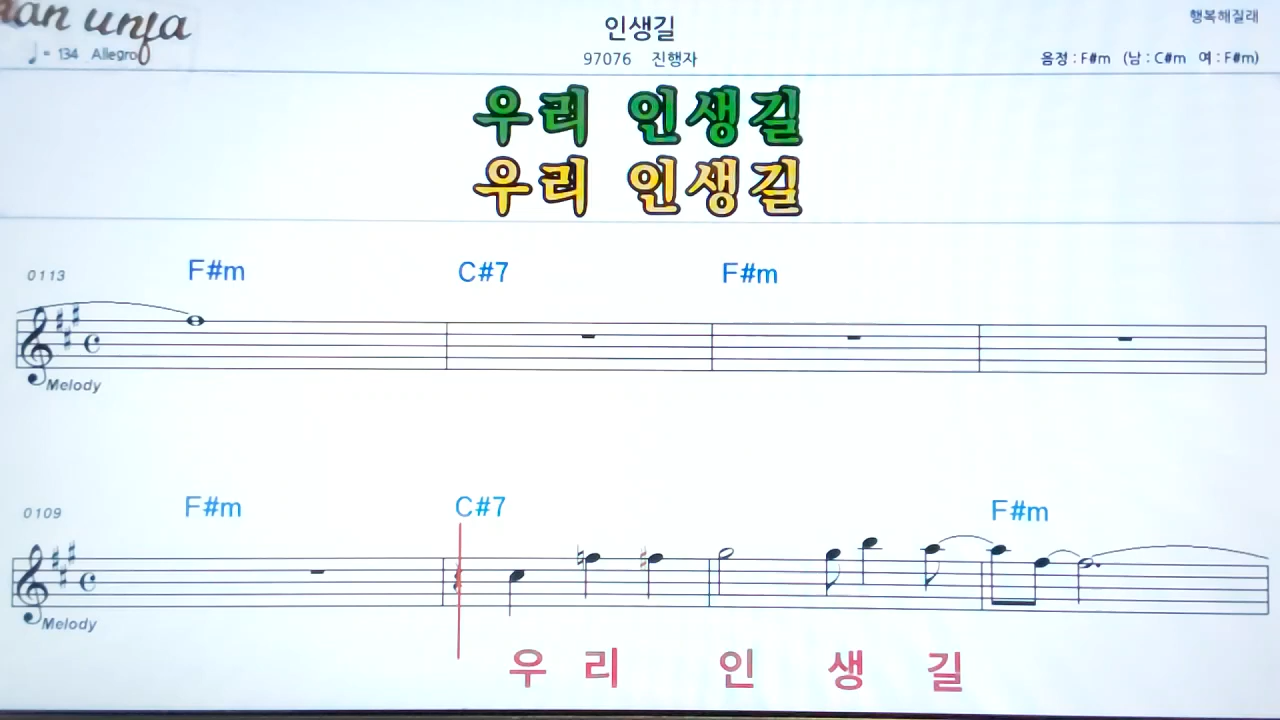 인생길
행복해질래
♩= 134 Allegro
97076 진행자
음정 : F#m (남 : C#m 여 : F#m)
우리 인생길
우리 인생길
0113 F#m C#7 F#m
Melody
0109 F#m C#7 F#m
Melody
우 리 인 생 길